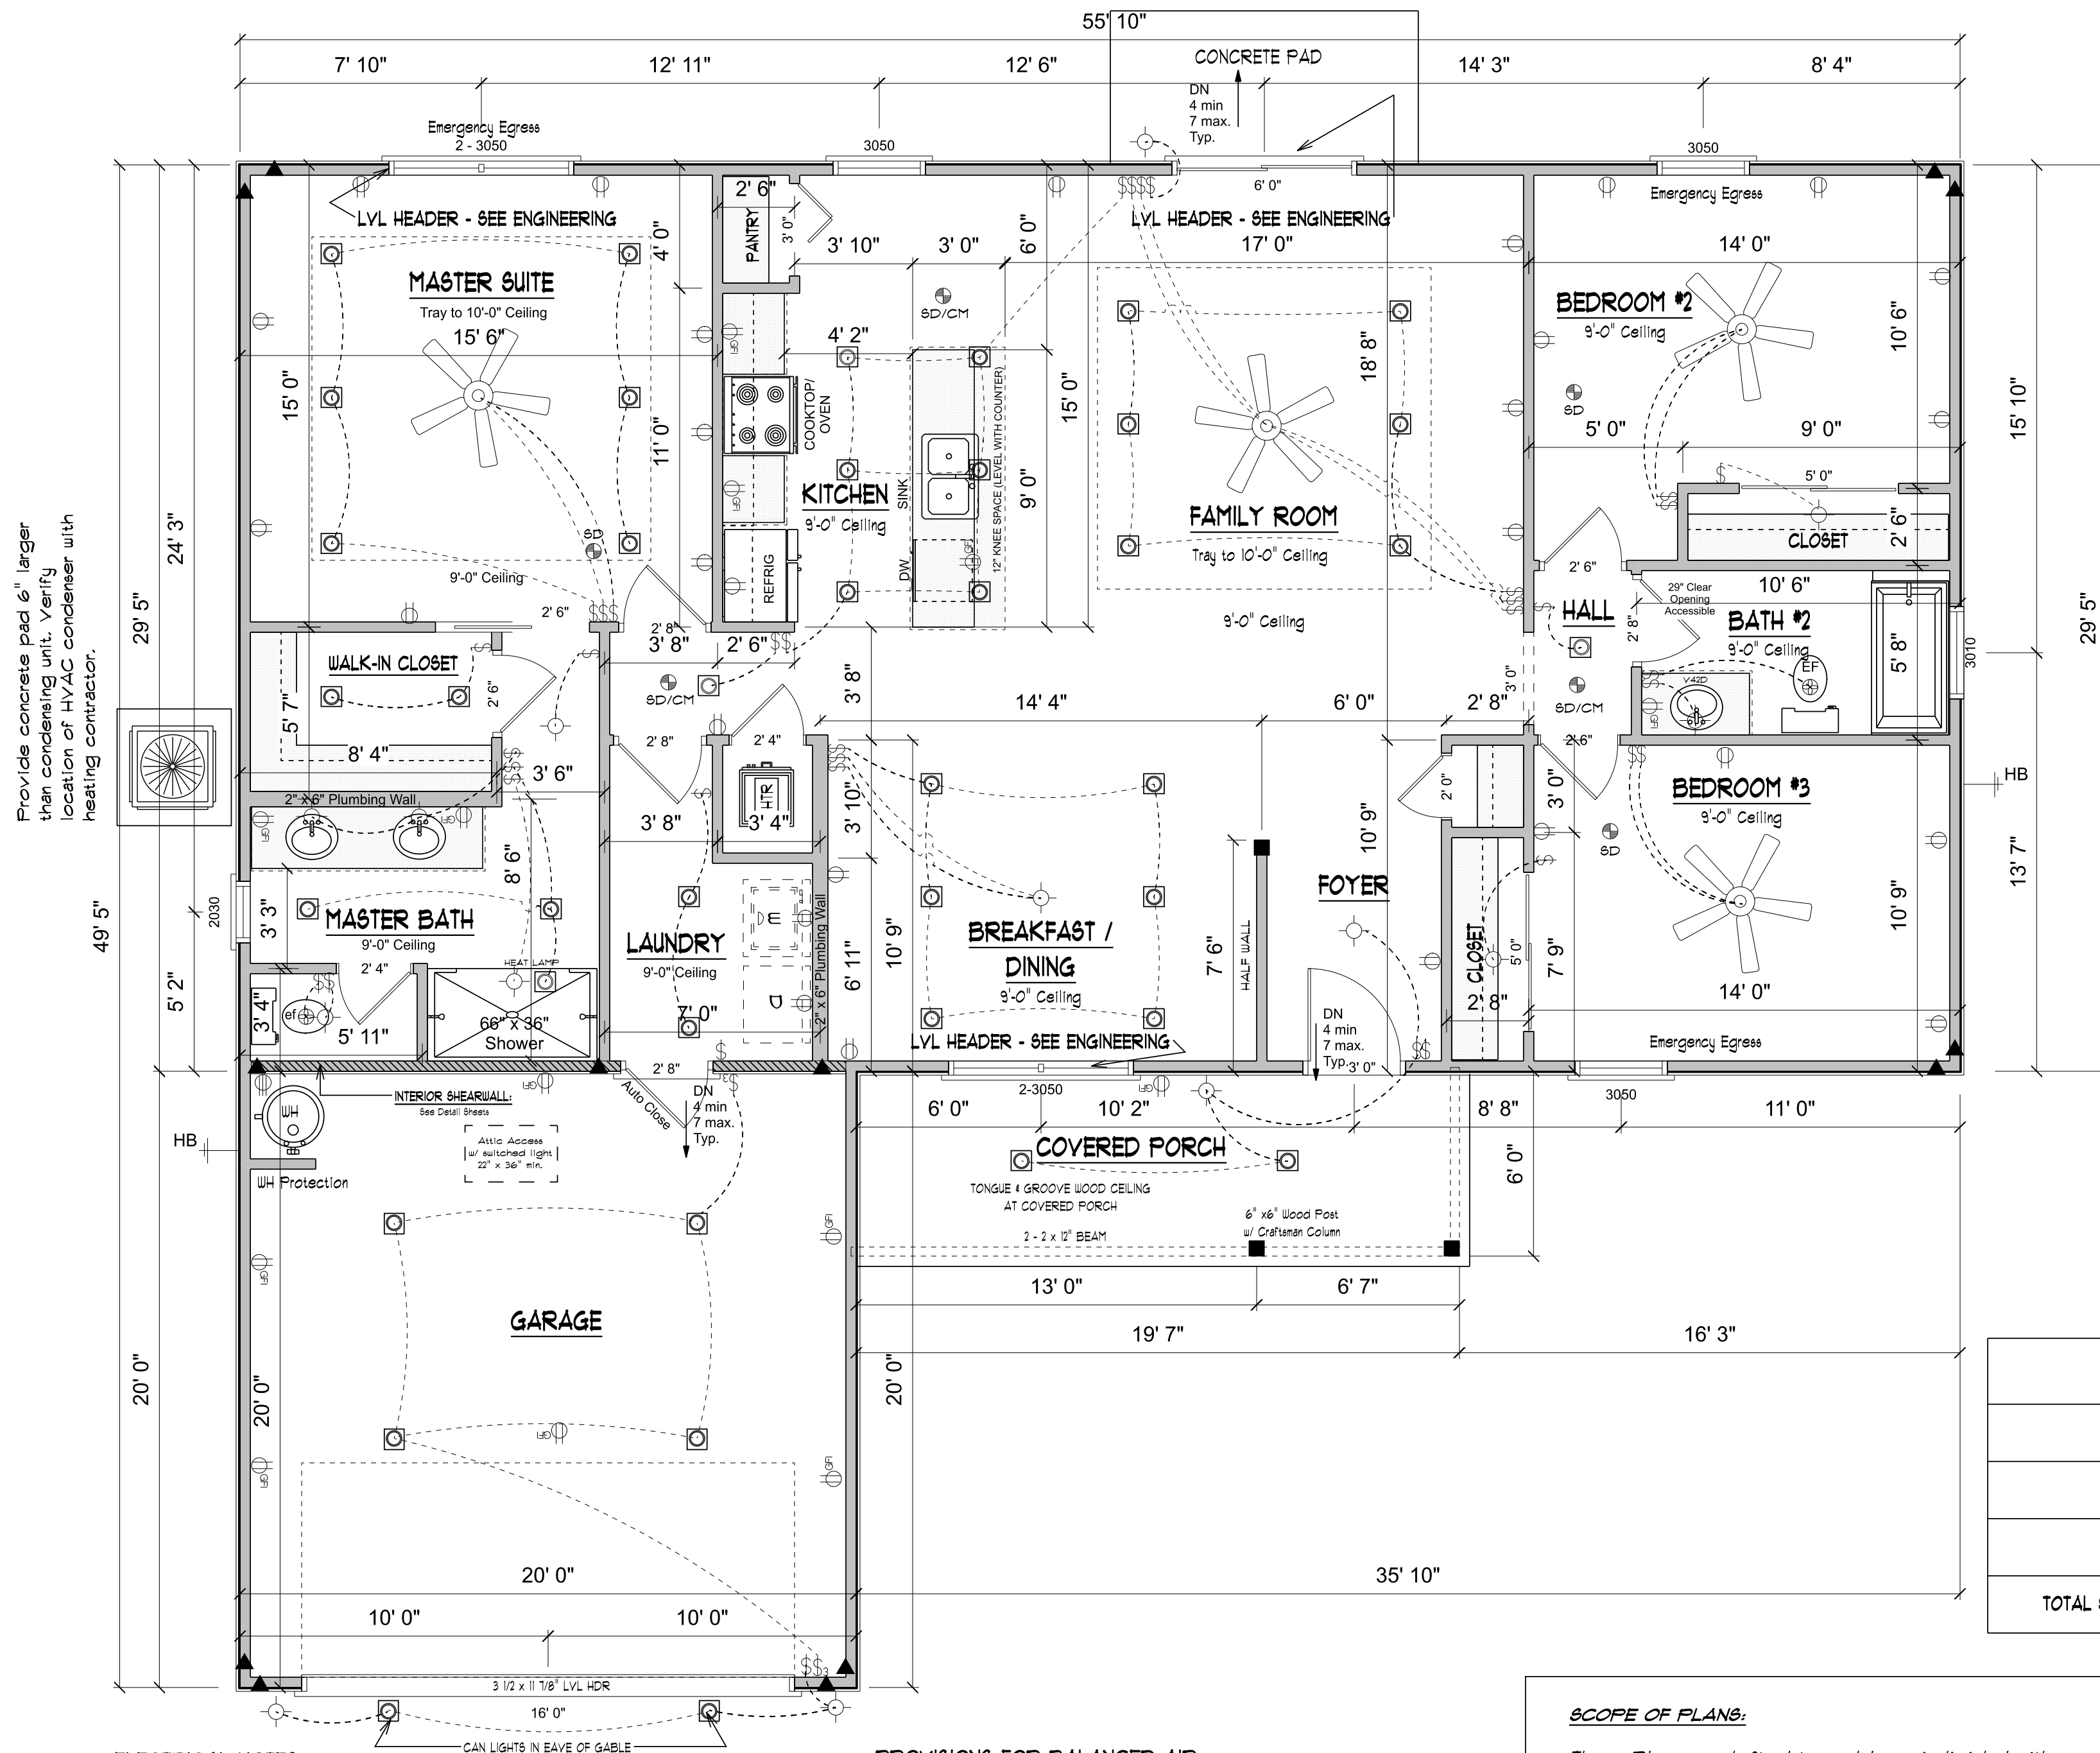 55' 10"
7' 10"
12' 11"
12' 6"
CONCRETE PAD
14' 3"
8' 4"
DN
4 min
7 max.
Typ.
Emergency Egress
2 - 3050
3050
3050
6' 0"
Emergency Egress
LVL HEADER - SEE ENGINEERING
2' 6"
PANTRY
3' 0"
4' 0"
3' 10"
3' 0"
6' 0"
LVL HEADER - SEE ENGINEERING
17' 0"
14' 0"
MASTER SUITE
Tray to 10'-0" Ceiling
15' 6"
15' 0"
11' 0"
SD/CM
4' 2"
GFI
COOKTOP/
OVEN
KITCHEN
9'-0" Ceiling
SINK
DW
GFI
GFI
REFRIG
12" KNEE SPACE (LEVEL WITH COUNTER)
9' 0"
15' 0"
18' 8"
FAMILY ROOM
Tray to 10'-0" Ceiling
9'-0" Ceiling
BEDROOM #2
9'-0" Ceiling
10' 6"
SD
5' 0"
9' 0"
5' 0"
2' 6"
CLOSET
15' 10"
29' 5"
24' 3"
29' 5"
49' 5"
Provide concrete pad 6" larger
than condensing unit. Verify
location of HVAC condenser with
heating contractor.
SD
9'-0" Ceiling
2' 6"
2' 8"
3' 8"
2' 6"
2' 6"
HALL
29" Clear
Opening
Accessible
10' 6"
2' 8"
BATH #2
9'-0" Ceiling
EF
V42D
GFI
5' 8"
3010
WALK-IN CLOSET
2' 6"
5' 7"
8' 4"
3' 6"
SD/CM
2' 8"
2' 4"
3' 8"
14' 4"
6' 0"
2' 8"
3' 0"
SD/CM
2' 6"
2" x 6" Plumbing Wall
GFI
GFI
8' 6"
3' 8"
HTR
3' 4"
3' 10"
2' 0"
10' 9"
3' 0"
SD
BEDROOM #3
9'-0" Ceiling
HB
13' 7"
2030
3' 3"
MASTER BATH
9'-0" Ceiling
2' 4"
HEAT LAMP
LAUNDRY
9'-0" Ceiling
W
D
2" x 6" Plumbing Wall
6' 11"
10' 9"
BREAKFAST /
DINING
9'-0" Ceiling
7' 6"
HALF WALL
FOYER
CLOSET
5' 0"
7' 9"
2' 8"
14' 0"
10' 9"
5' 2"
3' 4"
ef
5' 11"
66" x 36"
Shower
7' 0"
LVL HEADER - SEE ENGINEERING
DN
4 min
7 max.
Typ.
3' 0"
Emergency Egress
INTERIOR SHEARWALL:
See Detail Sheets
GFI
2' 8"
Auto Close
DN
4 min
7 max.
Typ.
2-3050
GFI
3050
6' 0"
10' 2"
8' 8"
11' 0"
WH
HB
WH Protection
Attic Access
w/ switched light
22" x 36" min.
COVERED PORCH
TONGUE & GROOVE WOOD CEILING
AT COVERED PORCH
2 - 2 x 12" BEAM
6" x6" Wood Post
w/ Craftsman Column
6' 0"
GFI
GFI
13' 0"
6' 7"
GARAGE
19' 7"
16' 3"
20' 0"
20' 0"
20' 0"
GFI
GFI
GFI
20' 0"
35' 10"
10' 0"
10' 0"
TOTAL
3 1/2 x 11 7/8" LVL HDR
16' 0"
CAN LIGHTS IN EAVE OF GABLE
SCOPE OF PLANS: